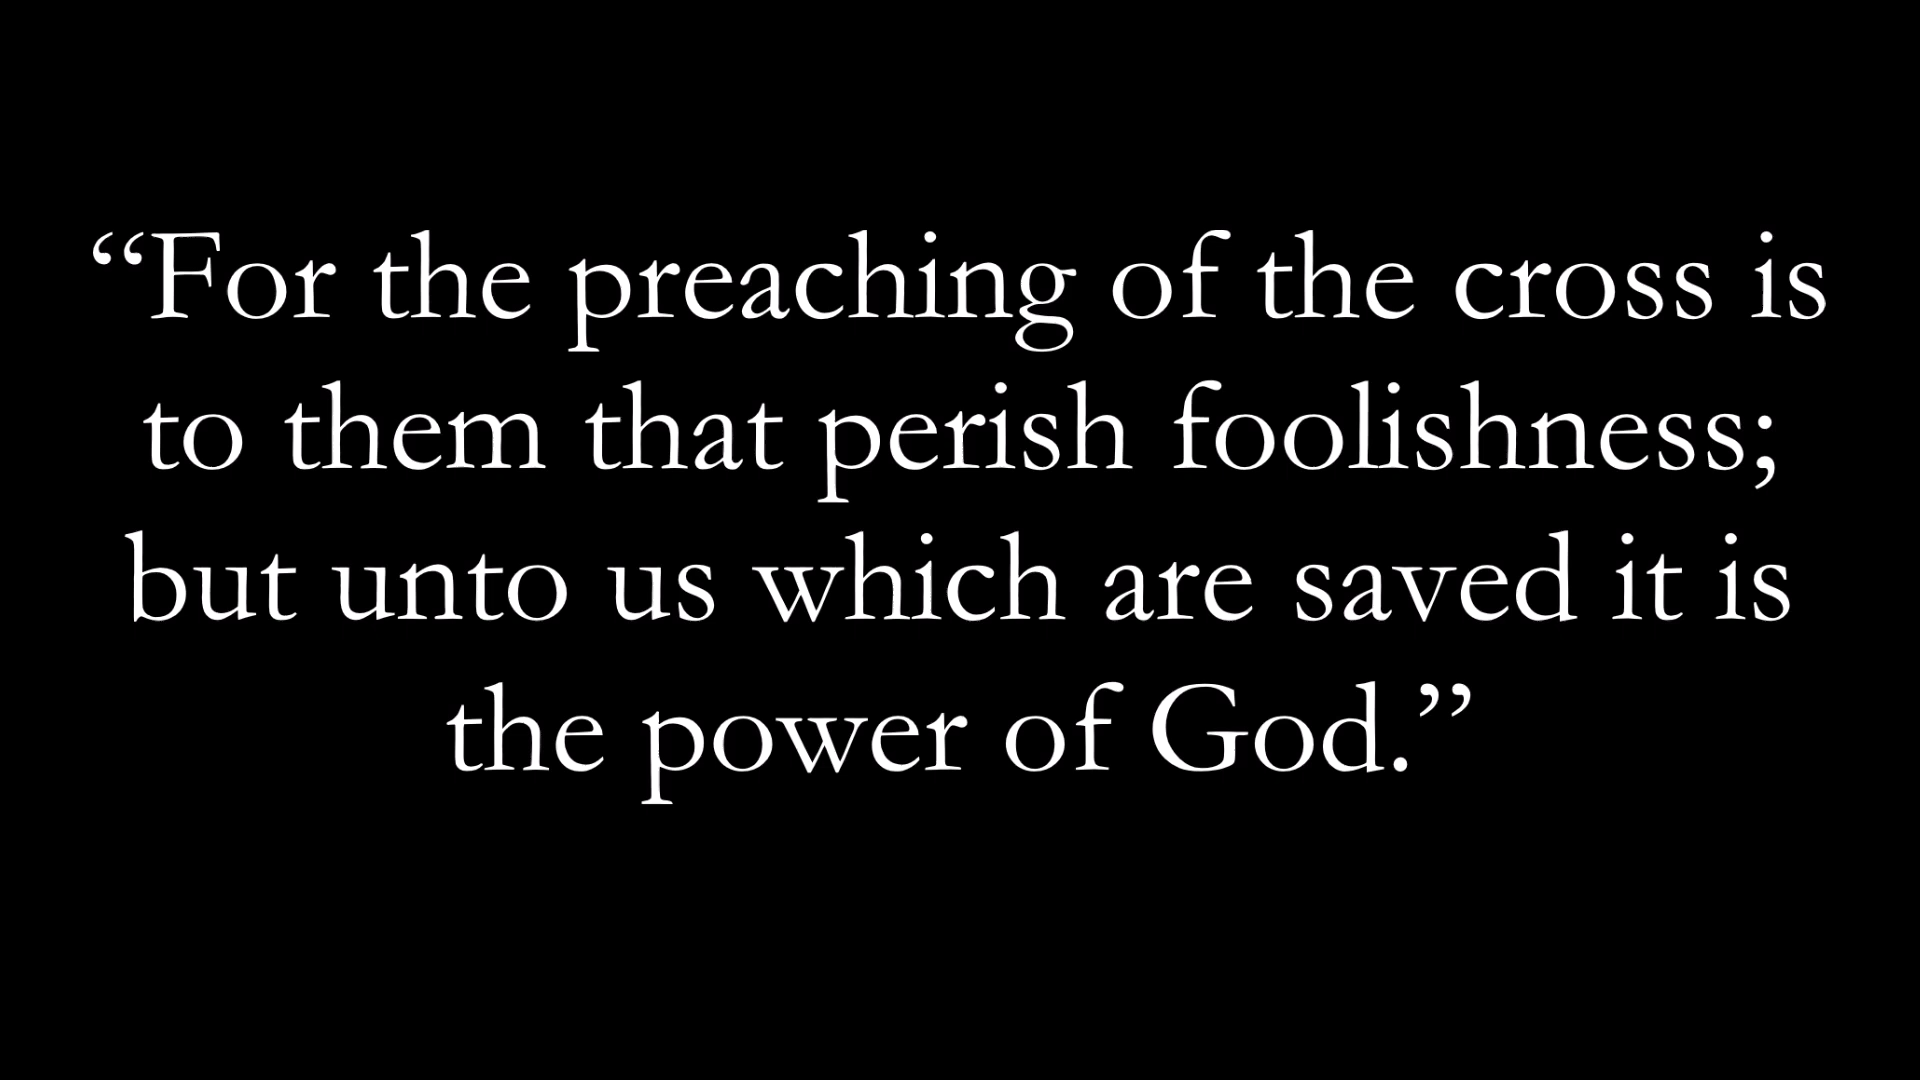 “For the preaching of the cross is
to them that perish foolishness;
but unto us which are saved it is
the power of God.”